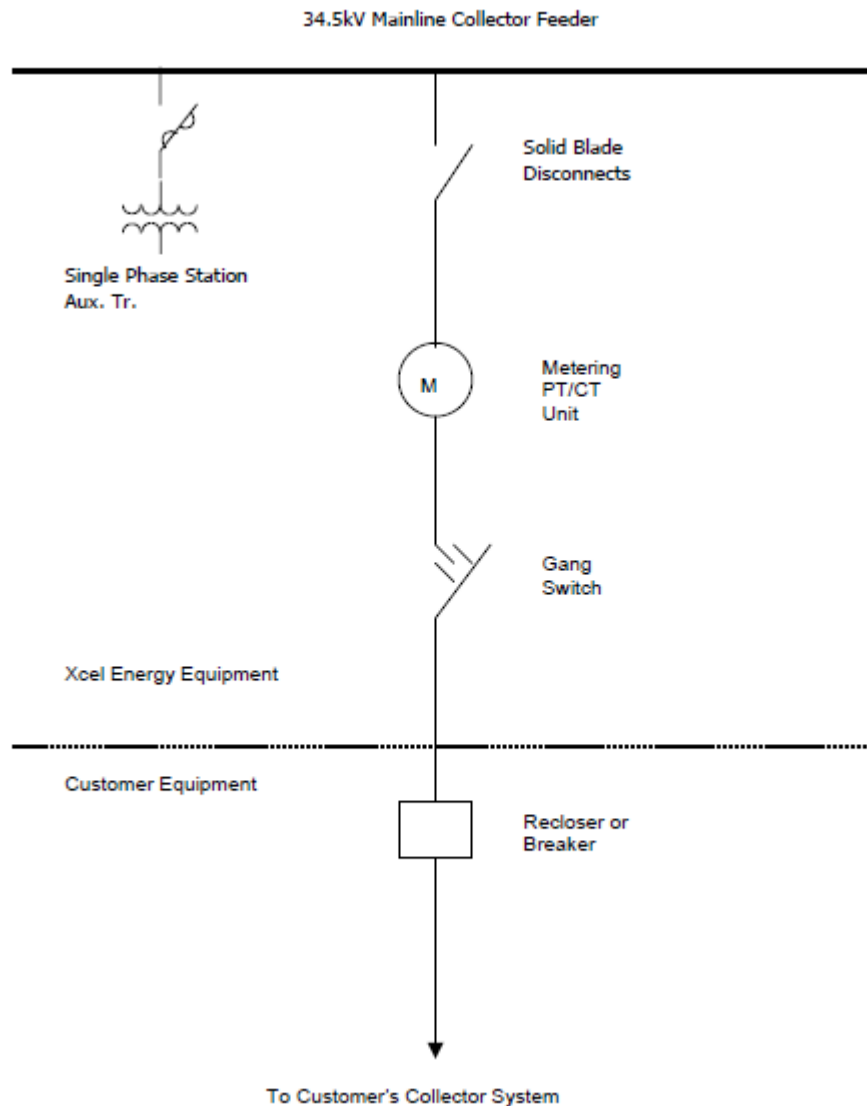 34.5kV Mainline Collector Feeder
Solid Blade
Disconnects
Single Phase Station
Aux. Tr.
Metering
PT/CT
Unit
M
Gang
Switch
Xcel Energy Equipment
Customer Equipment
Recloser or
Breaker
To Customer's Collector System